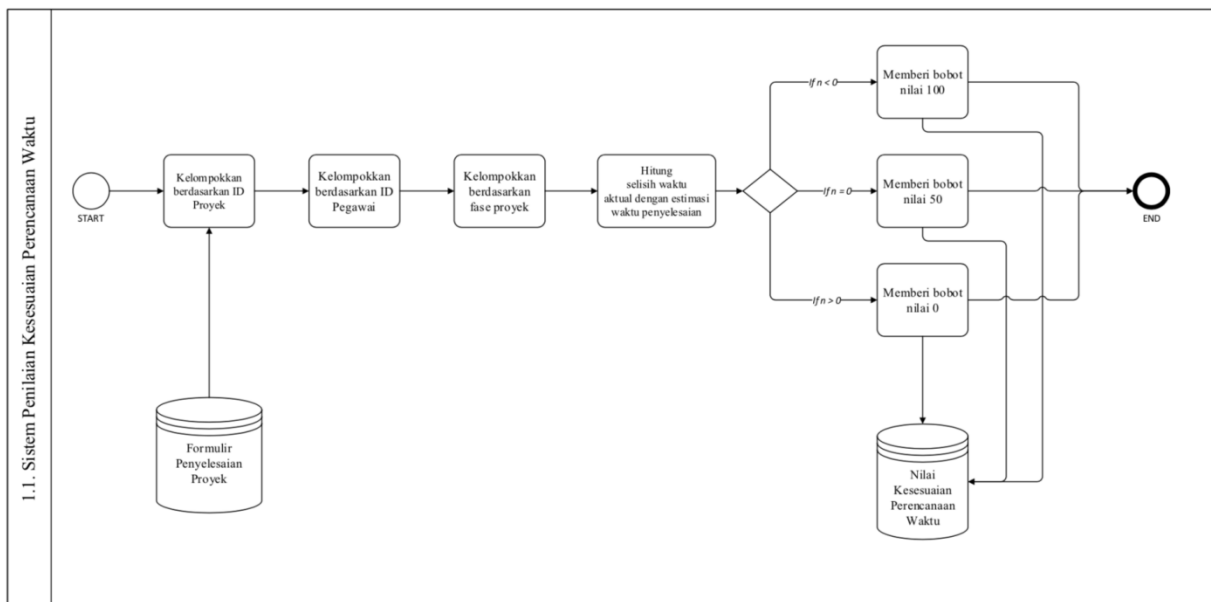 1.1. Sistem Penilaian Kesesuaian Perencanaan Waktu
START
Kelompokkan
berdasarkan ID
Proyek
Kelompokkan
berdasarkan ID
Pegawai
Kelompokkan
berdasarkan
fase proyek
Hitung
selisih waktu
aktual dengan estimasi
waktu penyelesaian
If n < 0
Memberi bobot
nilai 100
If n = 0
Memberi bobot
nilai 50
If n > 0
Memberi bobot
nilai 0
END
Formulir
Penyelesaian
Proyek
Nilai
Kesesuaian
Perencanaan
Waktu